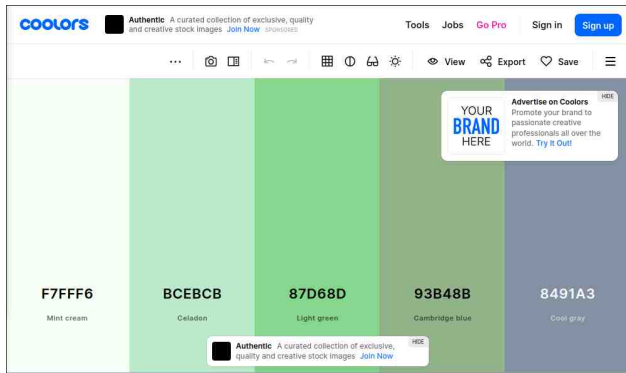 coolors
Authentic A curated collection of exclusive, quality
and creative stock images Join Now SPONSORED
Tools Jobs Go Pro Sign in Sign up
View Export Save
HIDE
YOUR
BRAND
HERE
Advertise on Coolors
Promote your brand to
passionate creative
professionals all over the
world. Try It Out!
F7FFF6 BCEBCB 87D68D 93B48B 8491A3
Mint cream Celadon Light green Cambridge blue Cool gray
Authentic A curated collection of exclusive,
quality and creative stock images Join Now
HIDE